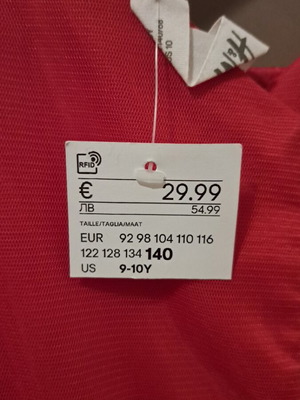 RFID
€ 29.99
ЛВ 54.99
TAILLE/TAGLIA/MAAT
EUR 92 98 104 110 116
122 128 134 140
US 9-10Y